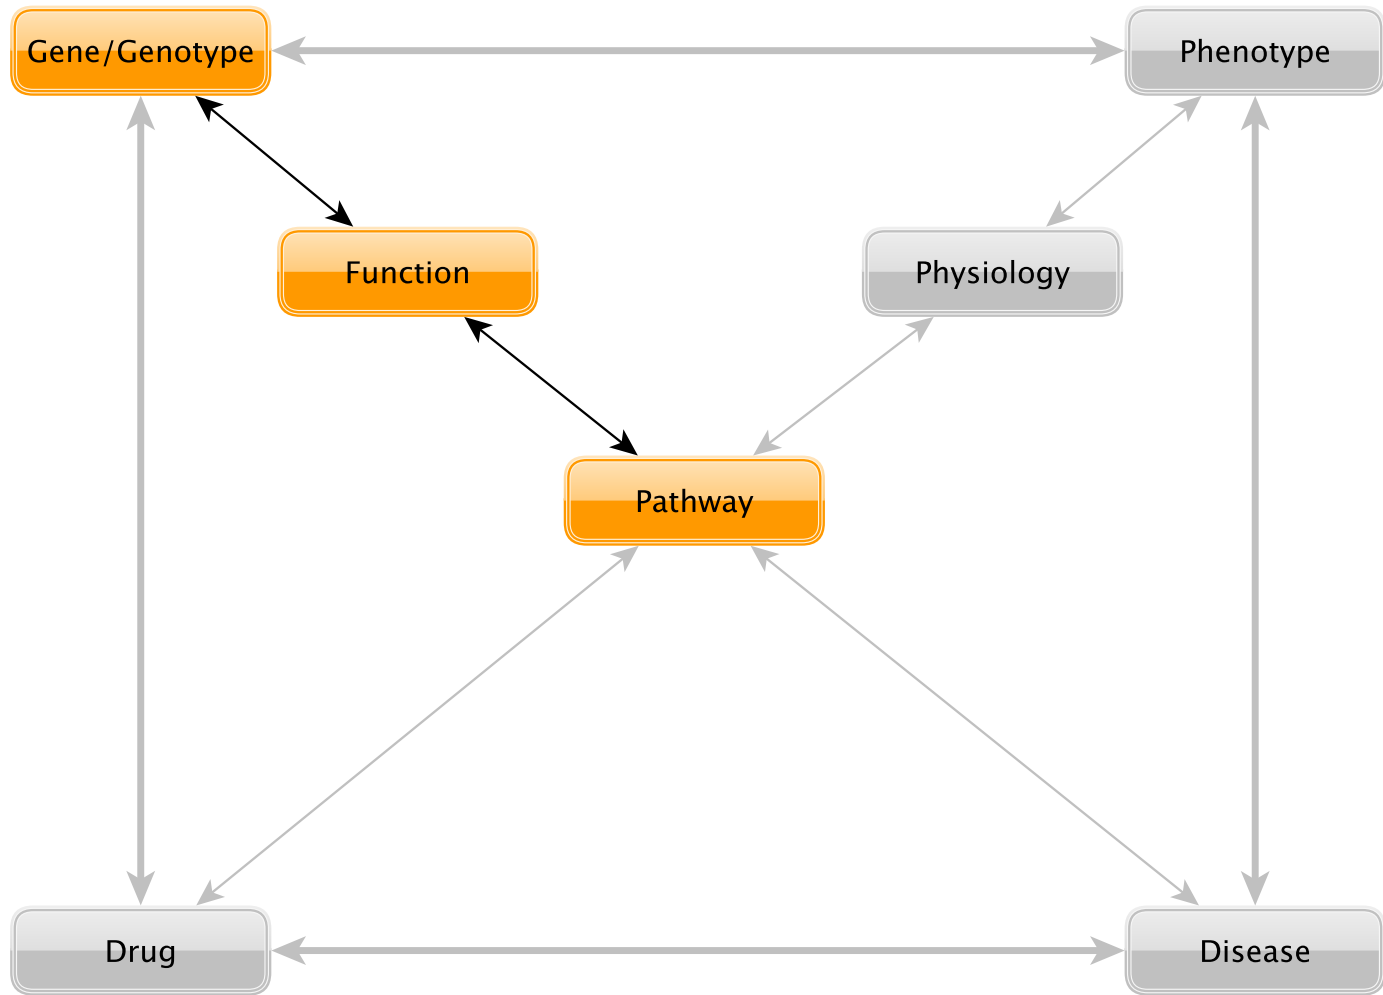 Gene/Genotype
Phenotype
Function
Physiology
Pathway
Drug
Disease